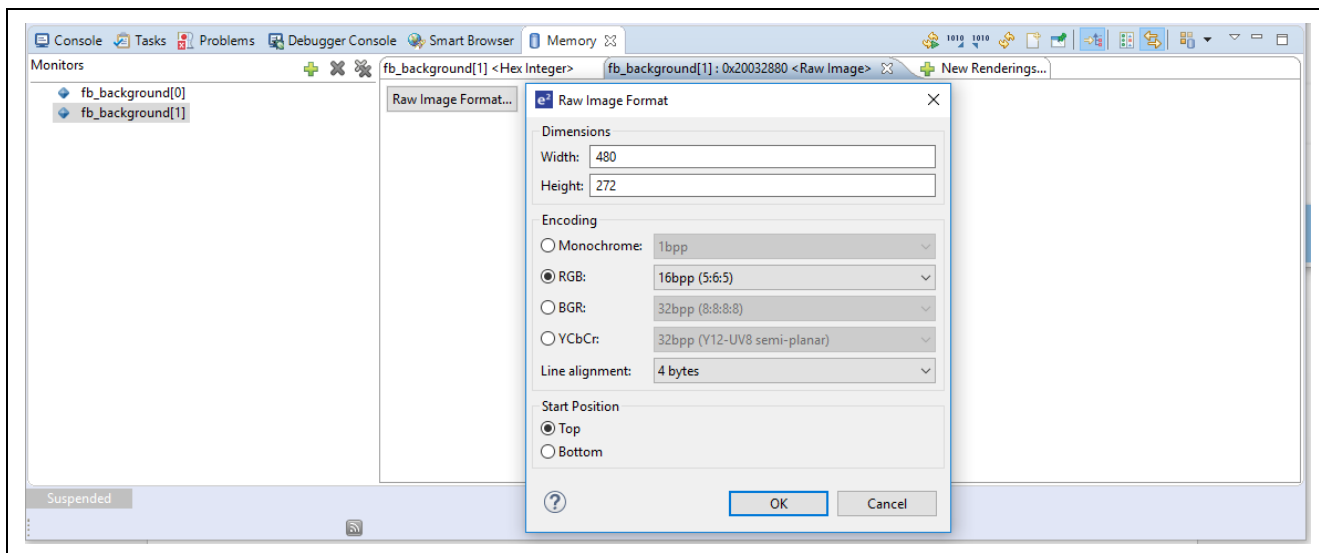 Console Tasks Problems Debugger Console Smart Browser Memory
Monitors
fb_background[1] <Hex Integer> fb_background[1] : 0x20032880 <Raw Image> New Renderings...
fb_background[0]
fb_background[1]
Raw Image Format...
e² Raw Image Format
Dimensions
Width: 480
Height: 272
Encoding
Monochrome: 1bpp
RGB: 16bpp (5:6:5)
BGR: 32bpp (8:8:8:8)
YCbCr: 32bpp (Y12-UV8 semi-planar)
Line alignment: 4 bytes
Start Position
Top
Bottom
? OK Cancel
Suspended